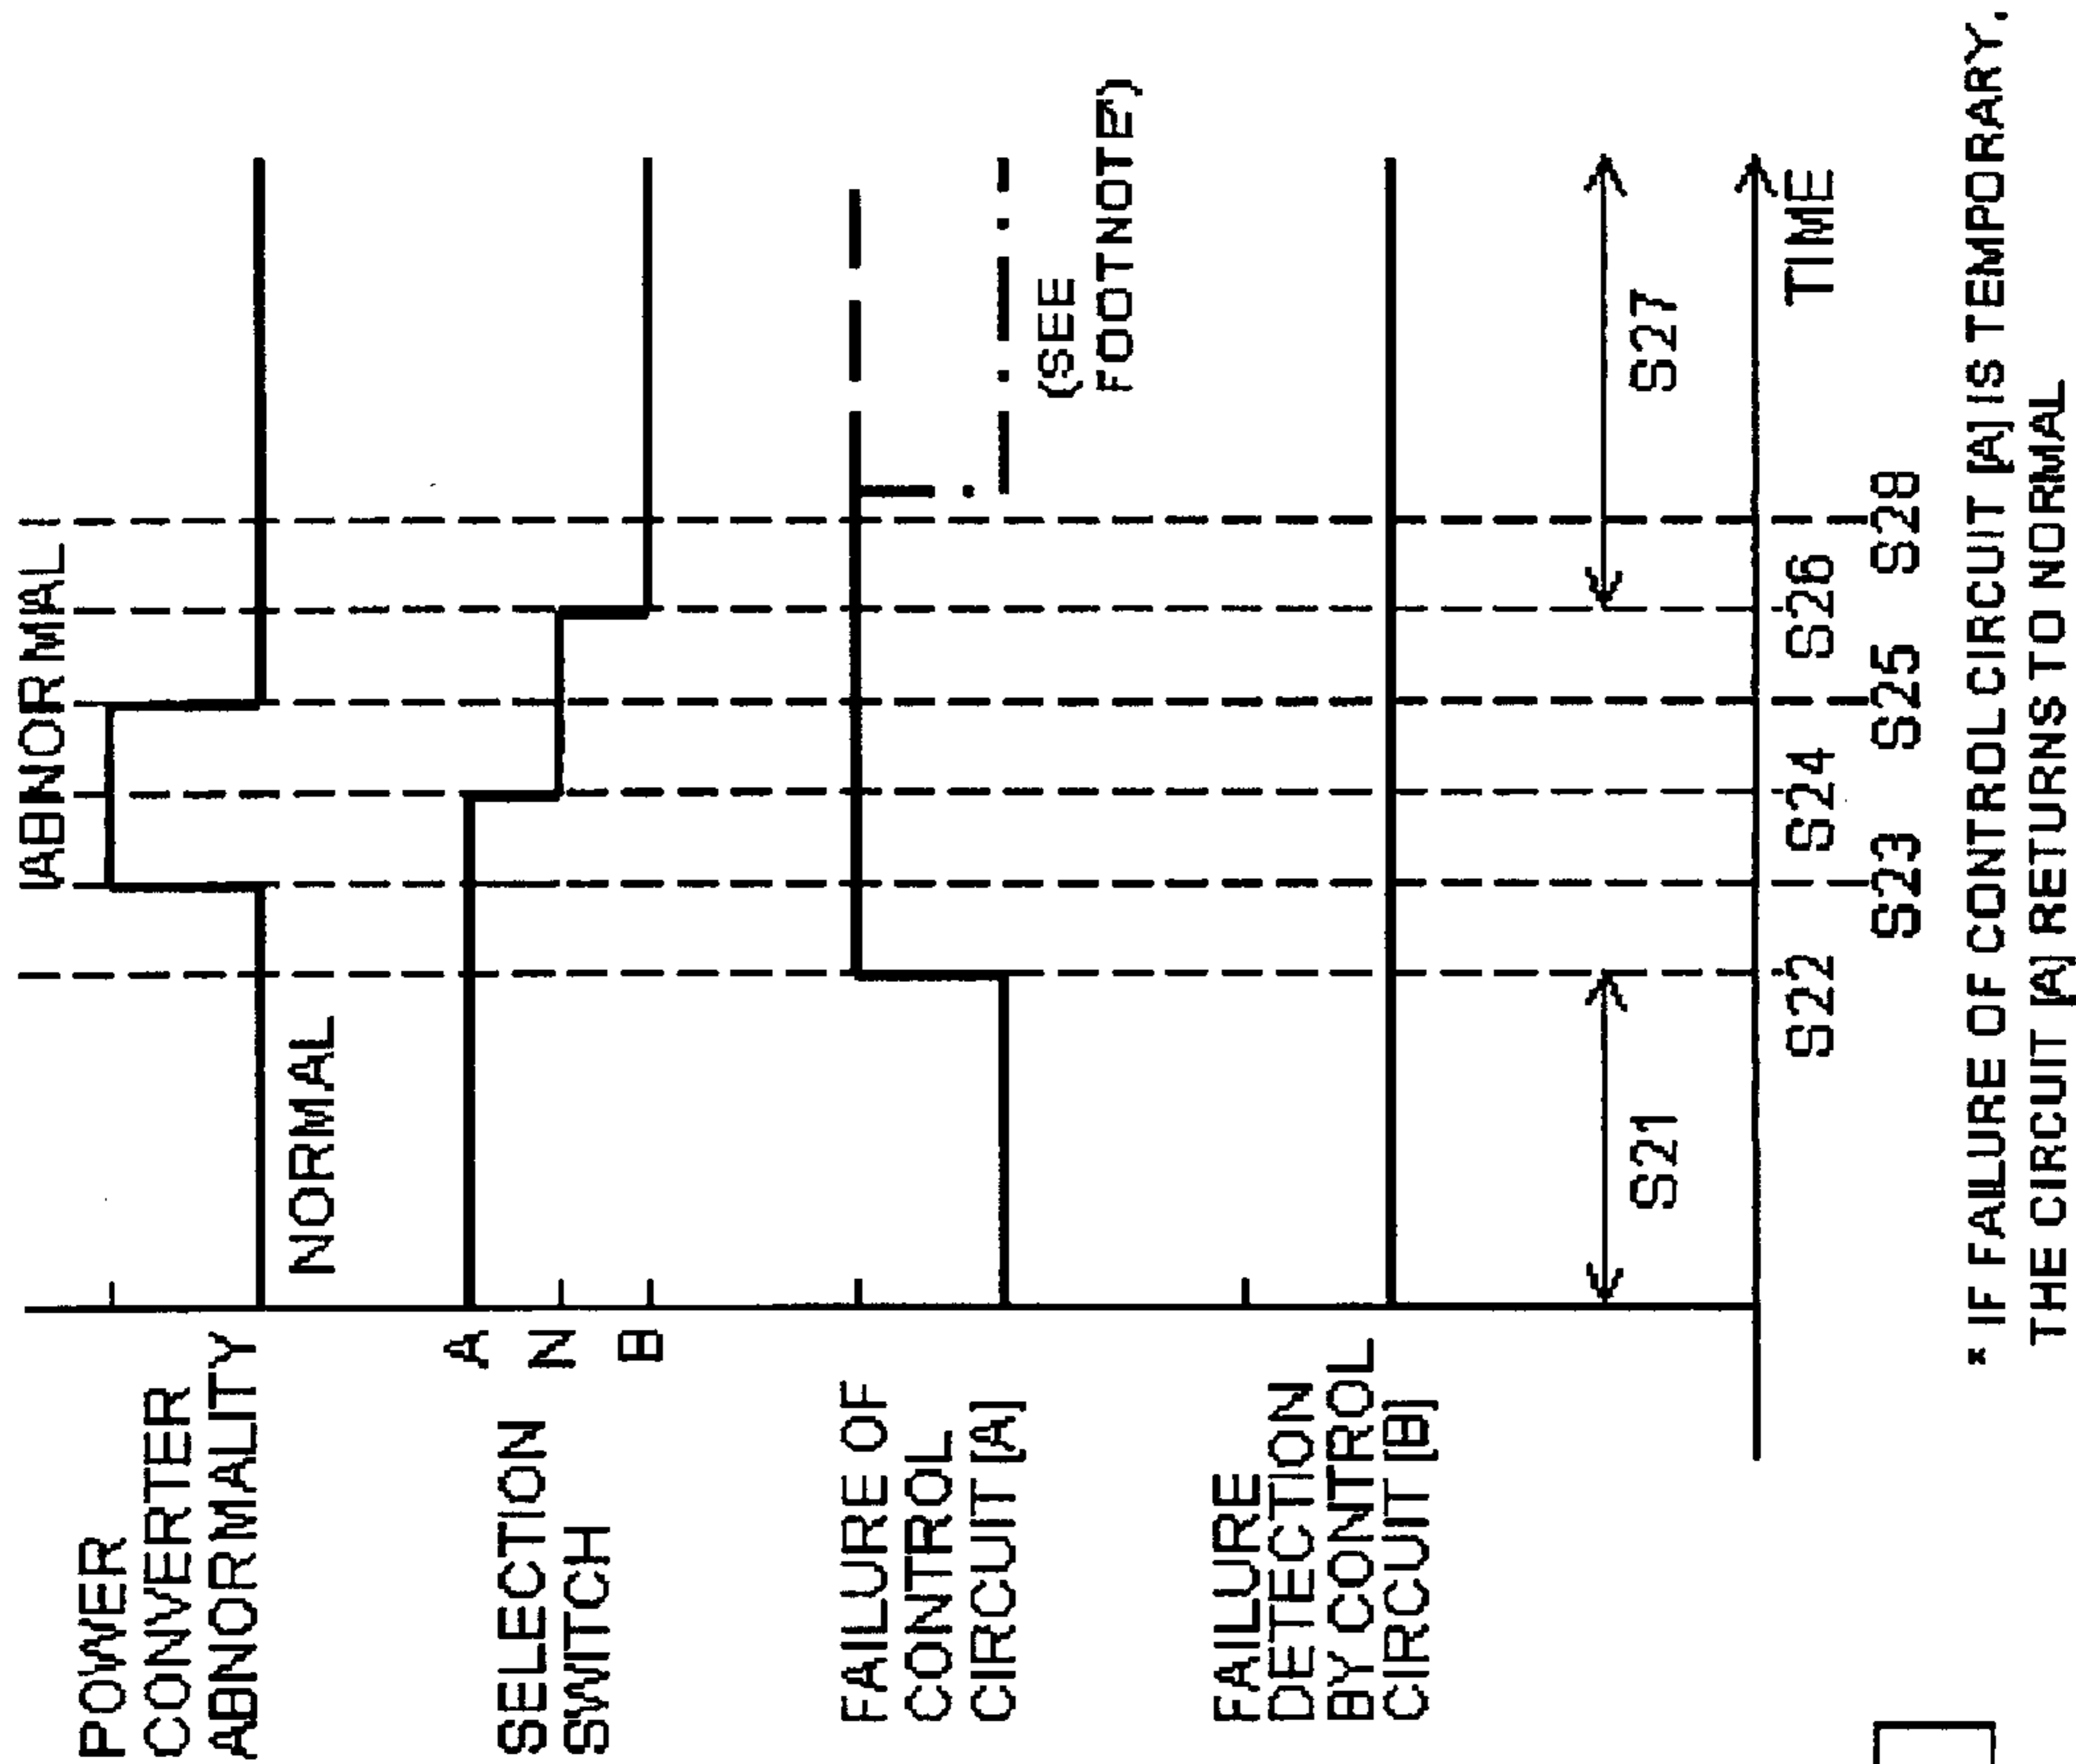 POWER
CONVERTER
ABNORMALITY
ABNORMAL
NORMAL
SELECTION
SWITCH
A
N
B
FAILURE OF
CONTROL
CIRCUIT [A]
(SEE
FOOTNOTE)
FAILURE
DETECTION
BY CONTROL
CIRCUIT [B]
S21
S27
TIME
S22
S24
S26
S23
S25
S28
* IF FAILURE OF CONTROL CIRCUIT [A] IS TEMPORARY.
THE CIRCUIT [A] RETURNS TO NORMAL